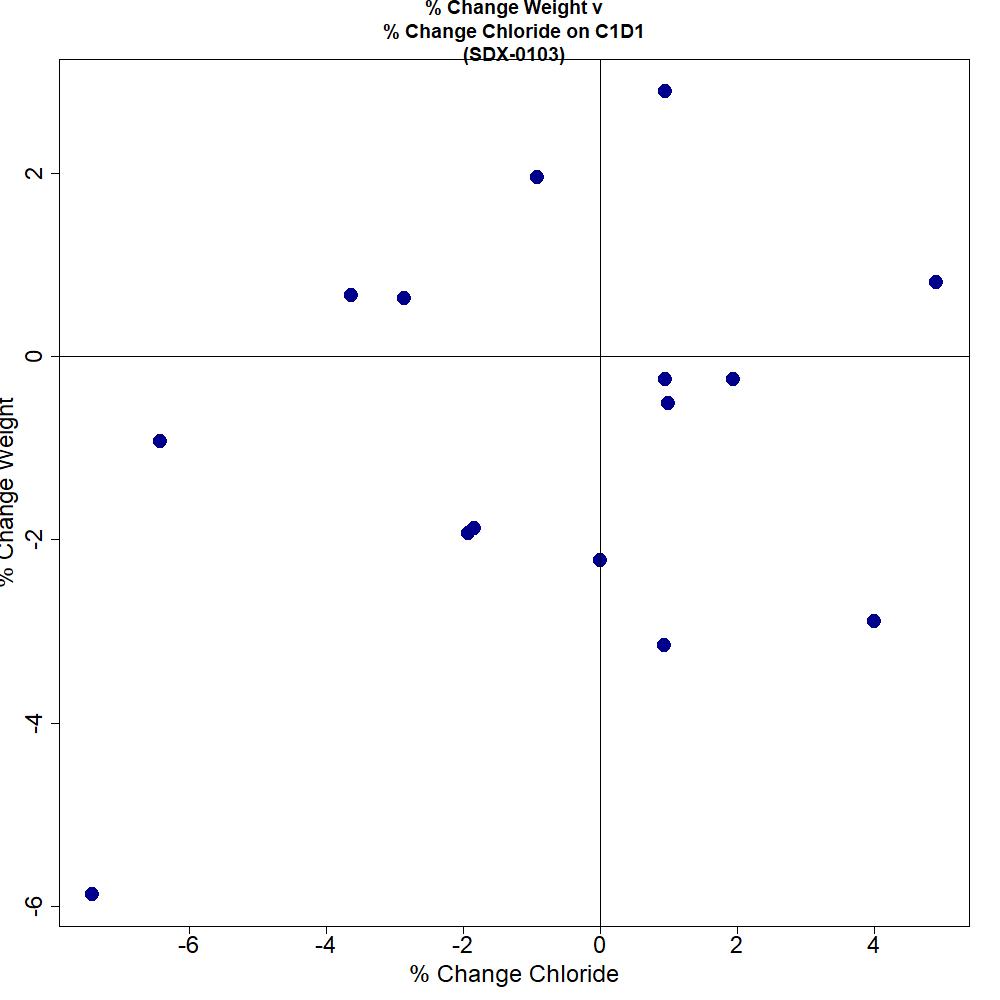 % Change Weight v
% Change Chloride on C1D1
(SDX-0103)
2
0
-2
-4
-6
% Change Weight
-6
-4
-2
0
2
4
% Change Chloride